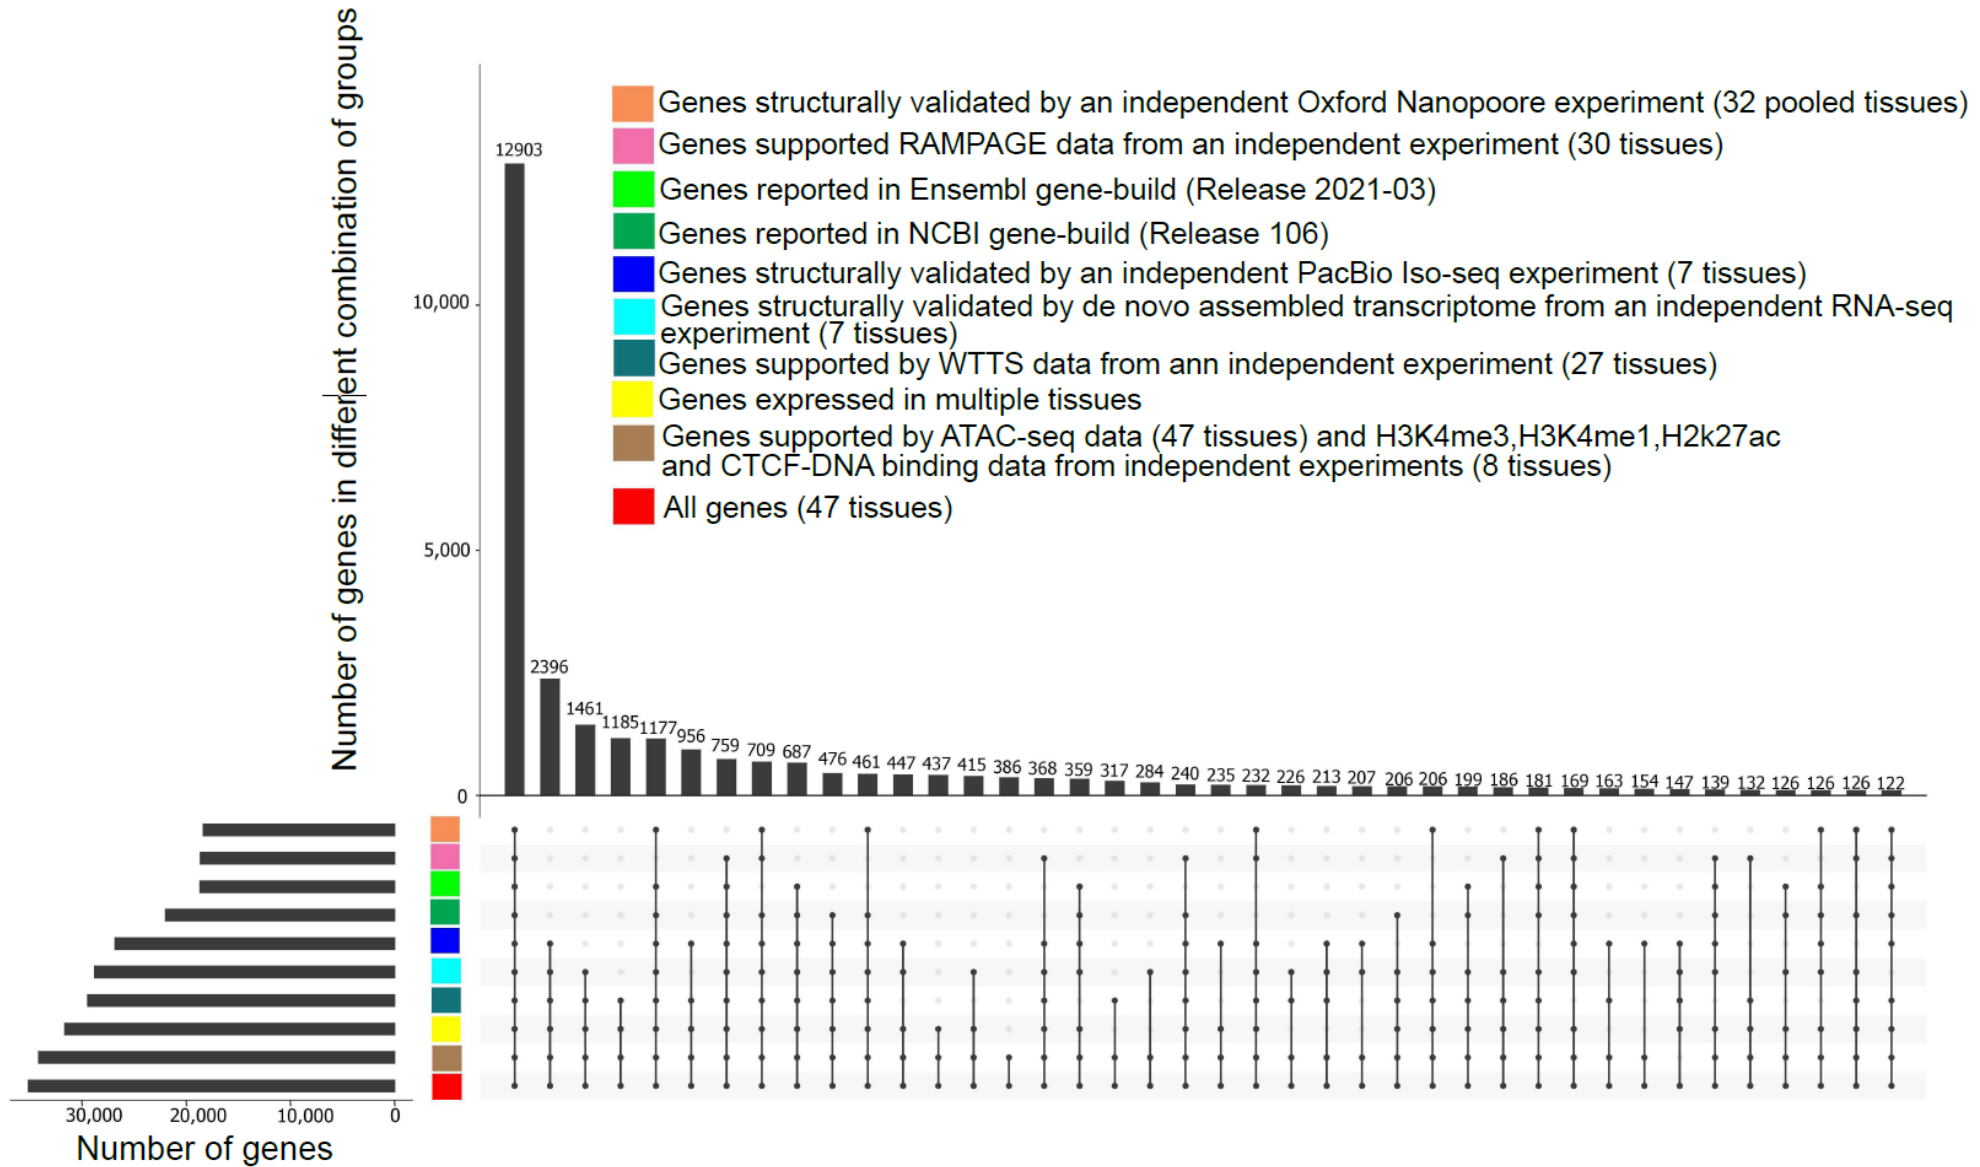 Number of genes in different combination of groups
Genes structurally validated by an independent Oxford Nanopoore experiment (32 pooled tissues)
Genes supported RAMPAGE data from an independent experiment (30 tissues)
Genes reported in Ensembl gene-build (Release 2021-03)
Genes reported in NCBI gene-build (Release 106)
Genes structurally validated by an independent PacBio Iso-seq experiment (7 tissues)
Genes structurally validated by de novo assembled transcriptome from an independent RNA-seq
experiment (7 tissues)
Genes supported by WTTS data from ann independent experiment (27 tissues)
Genes expressed in multiple tissues
Genes supported by ATAC-seq data (47 tissues) and H3K4me3,H3K4me1,H2k27ac
and CTCF-DNA binding data from independent experiments (8 tissues)
All genes (47 tissues)
10,000
5,000
0
12903 2396 1461 1185 1177 956 759 709 687 476 461 447 437 415 386 368 359 317 284 240 235 232 226 213 207 206 206 199 186 181 169 163 154 147 139 132 126 126 126 122
30,000 20,000 10,000 0
Number of genes